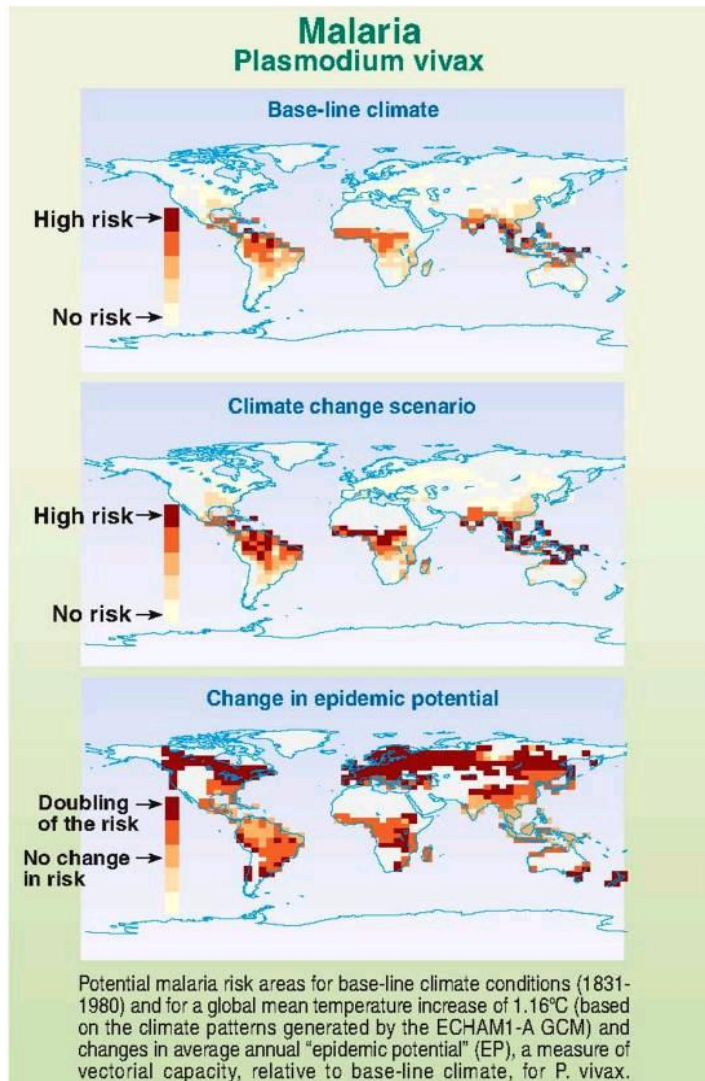 Malaria
Plasmodium vivax
Base-line climate
High risk
No risk
Climate change scenario
High risk
No risk
Change in epidemic potential
Doubling
of the risk
No change
in risk
Potential malaria risk areas for base-line climate conditions (1831-
1980) and for a global mean temperature increase of 1.16ºC (based
on the climate patterns generated by the ECHAM1-A GCM) and
changes in average annual “epidemic potential” (EP), a measure of
vectorial capacity, relative to base-line climate, for P. vivax.